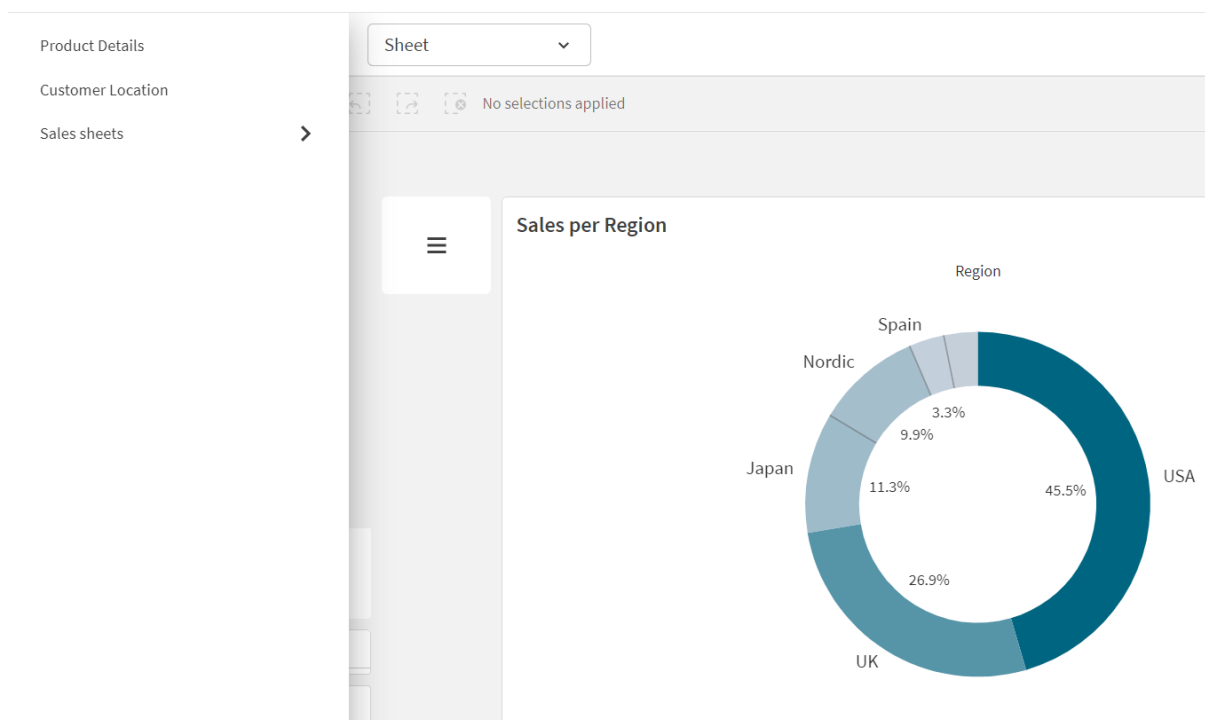 Product Details
Customer Location
Sales sheets
Sheet
No selections applied
Sales per Region
Region
Spain
Nordic
3.3%
9.9%
Japan
11.3%
45.5%
USA
26.9%
UK